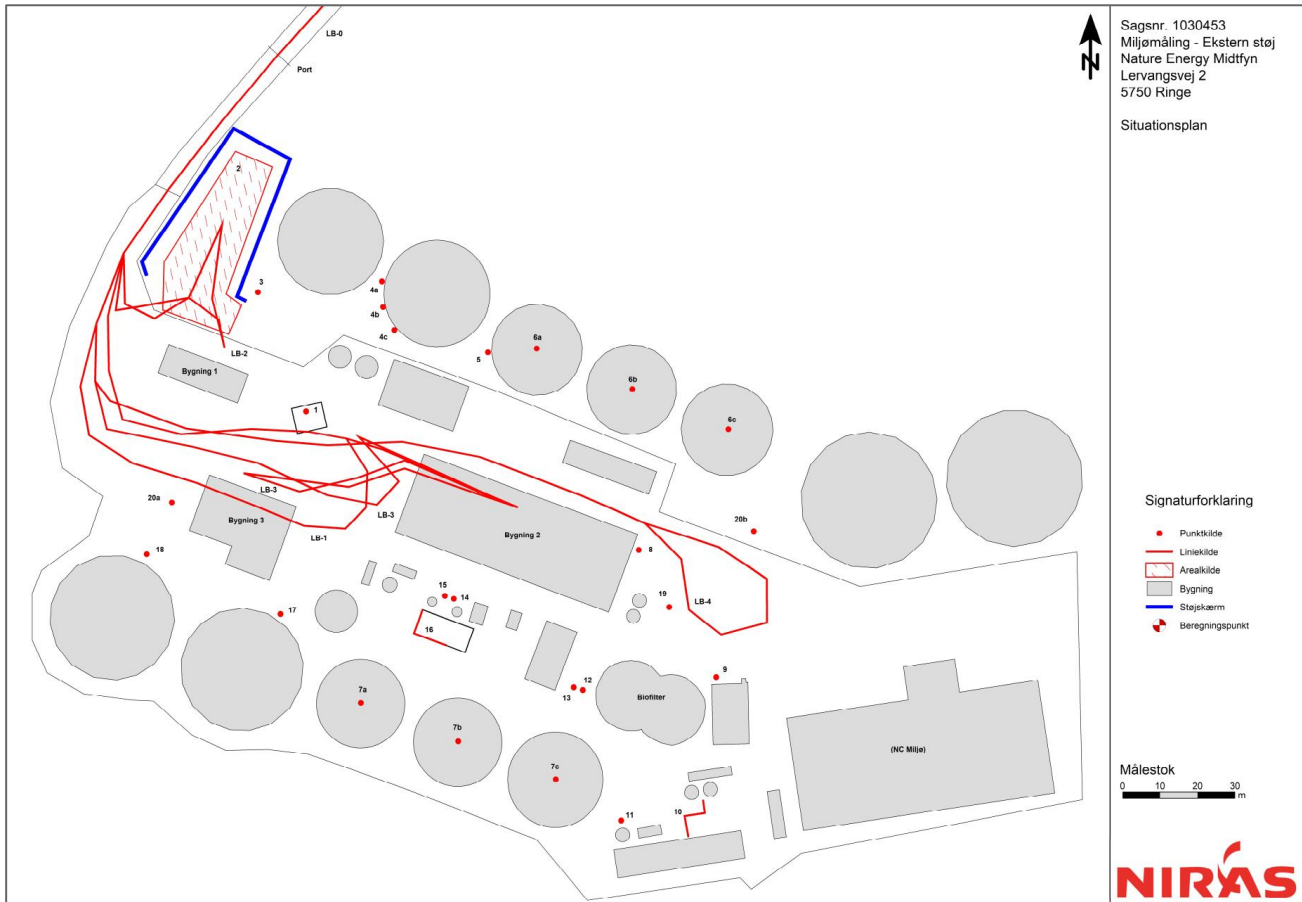 Sagsnr. 1030453
Miljømåling - Ekstern støj
Nature Energy Midtfyn
Lervangsvej 2
5750 Ringe
Situationsplan
N
LB-0
Port
2
3
4a
4b
4c
LB-2
Bygning 1
5
6a
6b
6c
1
20a
LB-3
LB-3
LB-1
Bygning 3
Bygning 2
20b
18
8
15
14
19
LB-4
17
16
9
12
13
Biofilter
7a
7b
7c
(NC Miljø)
10
11
Signaturforklaring
Punktkilde
Liniekilde
Arealkilde
Bygning
Støjskærm
Beregningspunkt
Målestok
0 10 20 30
m
NIRAS